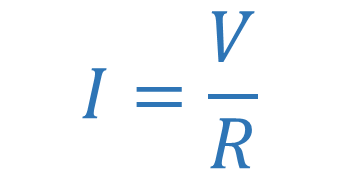 I = V/R